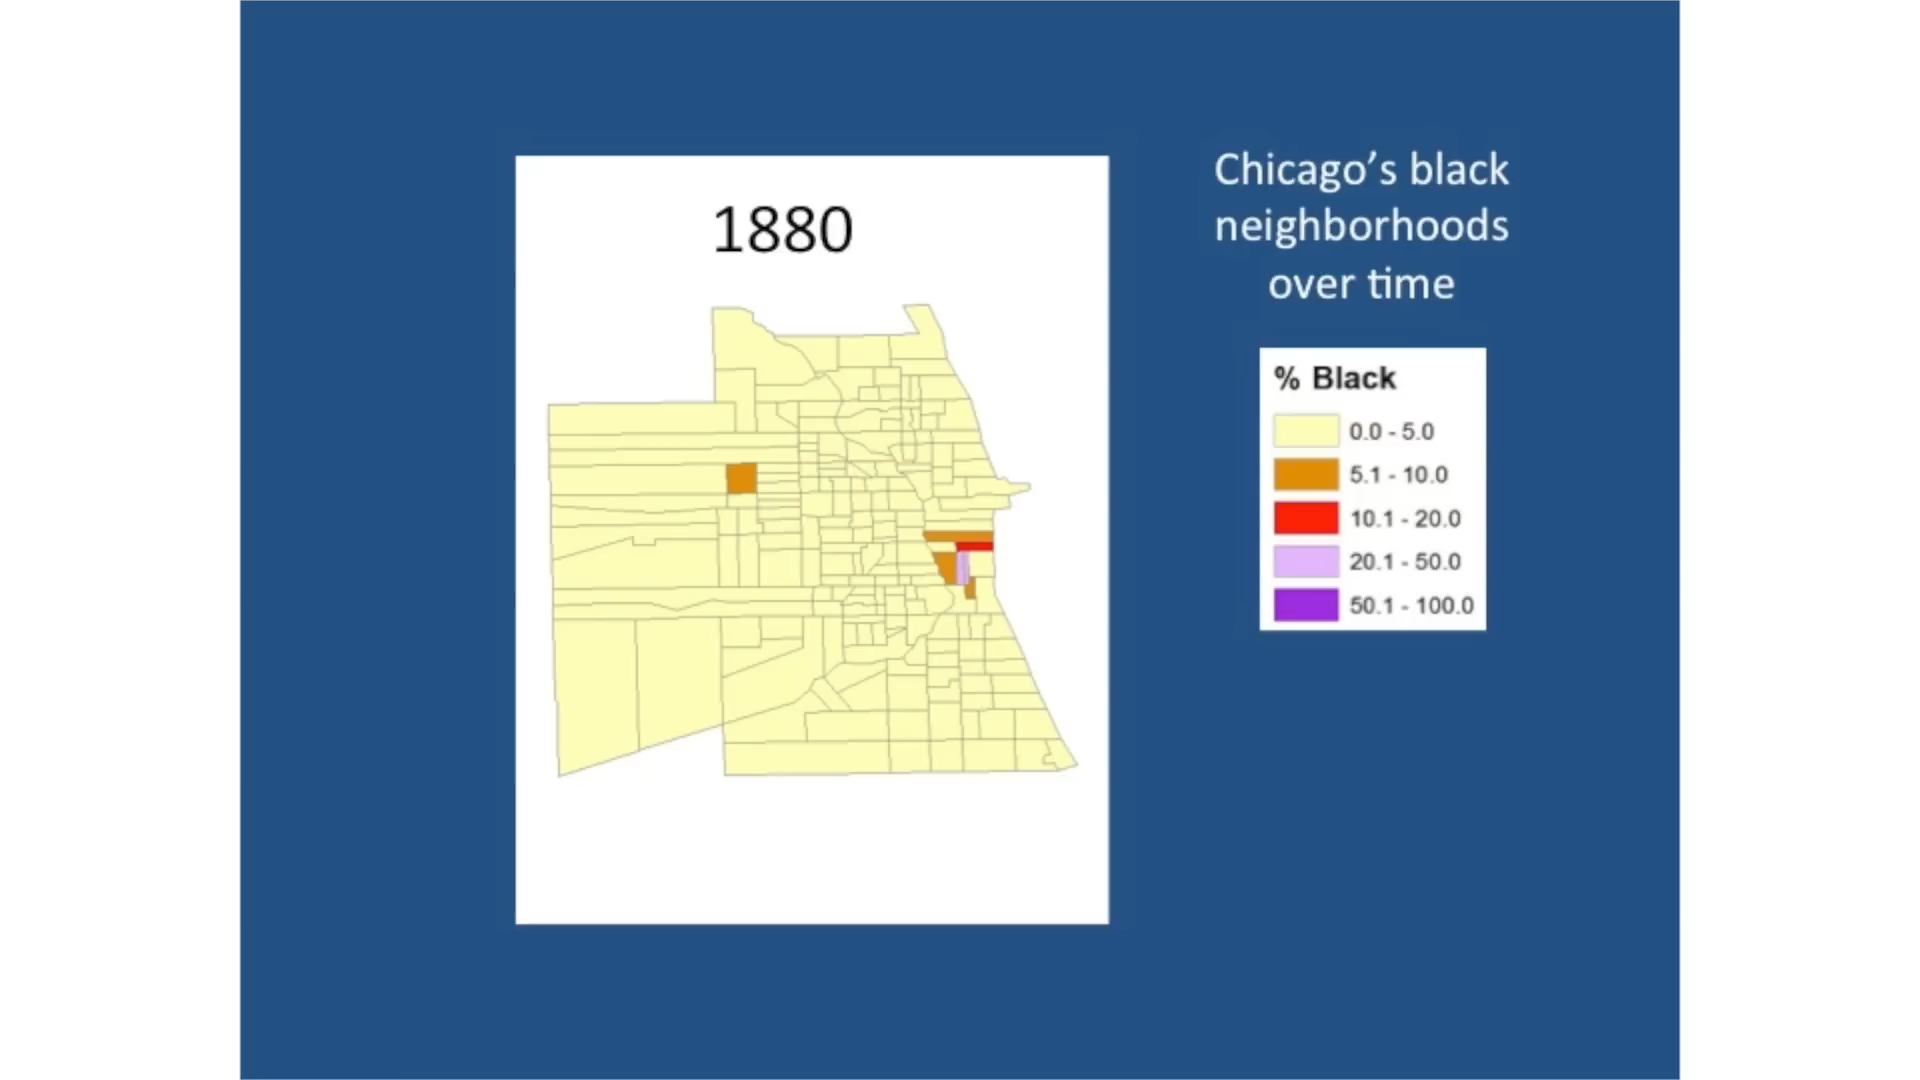 1880
Chicago’s black
neighborhoods
over time
% Black
0.0 - 5.0
5.1 - 10.0
10.1 - 20.0
20.1 - 50.0
50.1 - 100.0